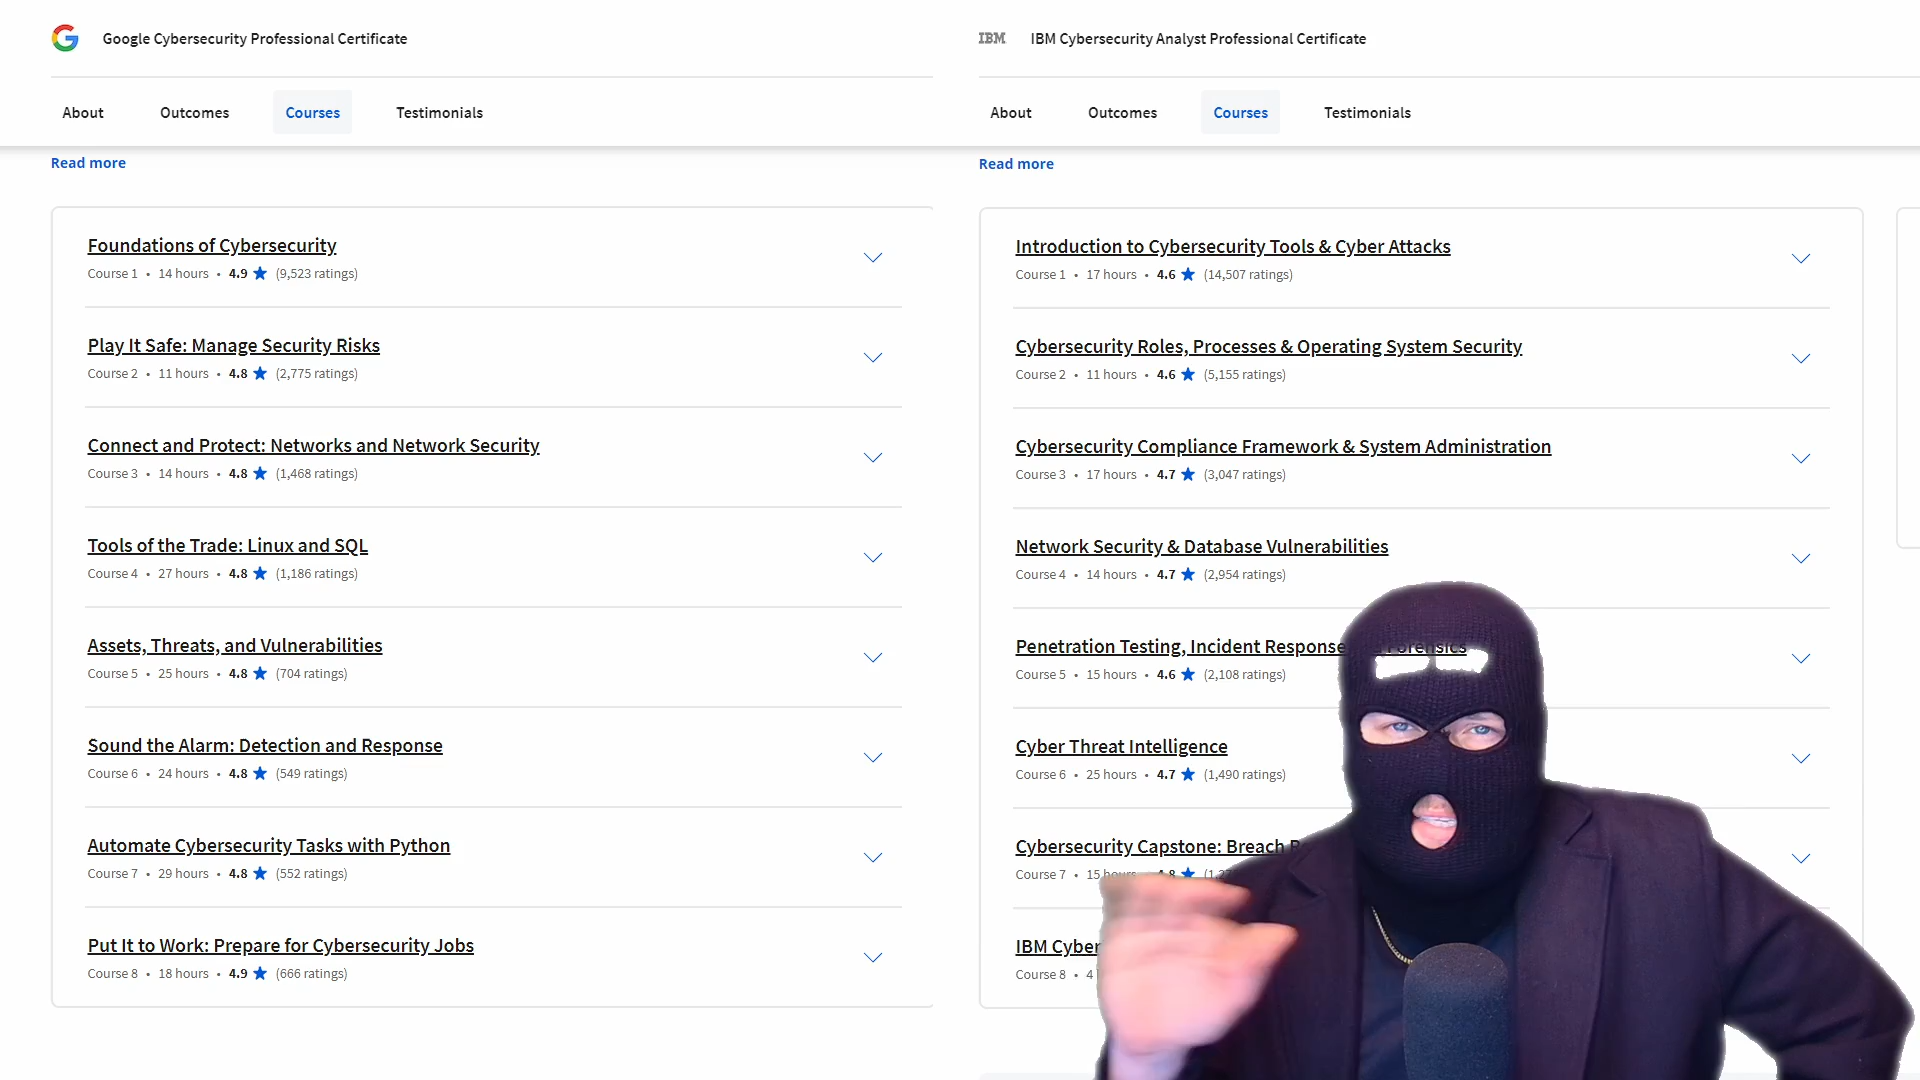 Google Cybersecurity Professional Certificate
About Outcomes Courses Testimonials
Read more
Foundations of Cybersecurity
Course 1 • 14 hours • 4.9 ★ (9,523 ratings)
Play It Safe: Manage Security Risks
Course 2 • 11 hours • 4.8 ★ (2,775 ratings)
Connect and Protect: Networks and Network Security
Course 3 • 14 hours • 4.8 ★ (1,468 ratings)
Tools of the Trade: Linux and SQL
Course 4 • 27 hours • 4.8 ★ (1,186 ratings)
Assets, Threats, and Vulnerabilities
Course 5 • 25 hours • 4.8 ★ (704 ratings)
Sound the Alarm: Detection and Response
Course 6 • 24 hours • 4.8 ★ (549 ratings)
Automate Cybersecurity Tasks with Python
Course 7 • 29 hours • 4.8 ★ (552 ratings)
Put It to Work: Prepare for Cybersecurity Jobs
Course 8 • 18 hours • 4.9 ★ (666 ratings)
IBM IBM Cybersecurity Analyst Professional Certificate
About Outcomes Courses Testimonials
Read more
Introduction to Cybersecurity Tools & Cyber Attacks
Course 1 • 17 hours • 4.6 ★ (14,507 ratings)
Cybersecurity Roles, Processes & Operating System Security
Course 2 • 11 hours • 4.6 ★ (5,155 ratings)
Cybersecurity Compliance Framework & System Administration
Course 3 • 17 hours • 4.7 ★ (3,047 ratings)
Network Security & Database Vulnerabilities
Course 4 • 14 hours • 4.7 ★ (2,954 ratings)
Penetration Testing, Incident Response Forensics
Course 5 • 15 hours • 4.6 ★ (2,108 ratings)
Cyber Threat Intelligence
Course 6 • 25 hours • 4.7 ★ (1,490 ratings)
Cybersecurity Capstone: Breach
Course 7 • 15 hours • 4.8 ★
IBM Cyber
Course 8 • 4